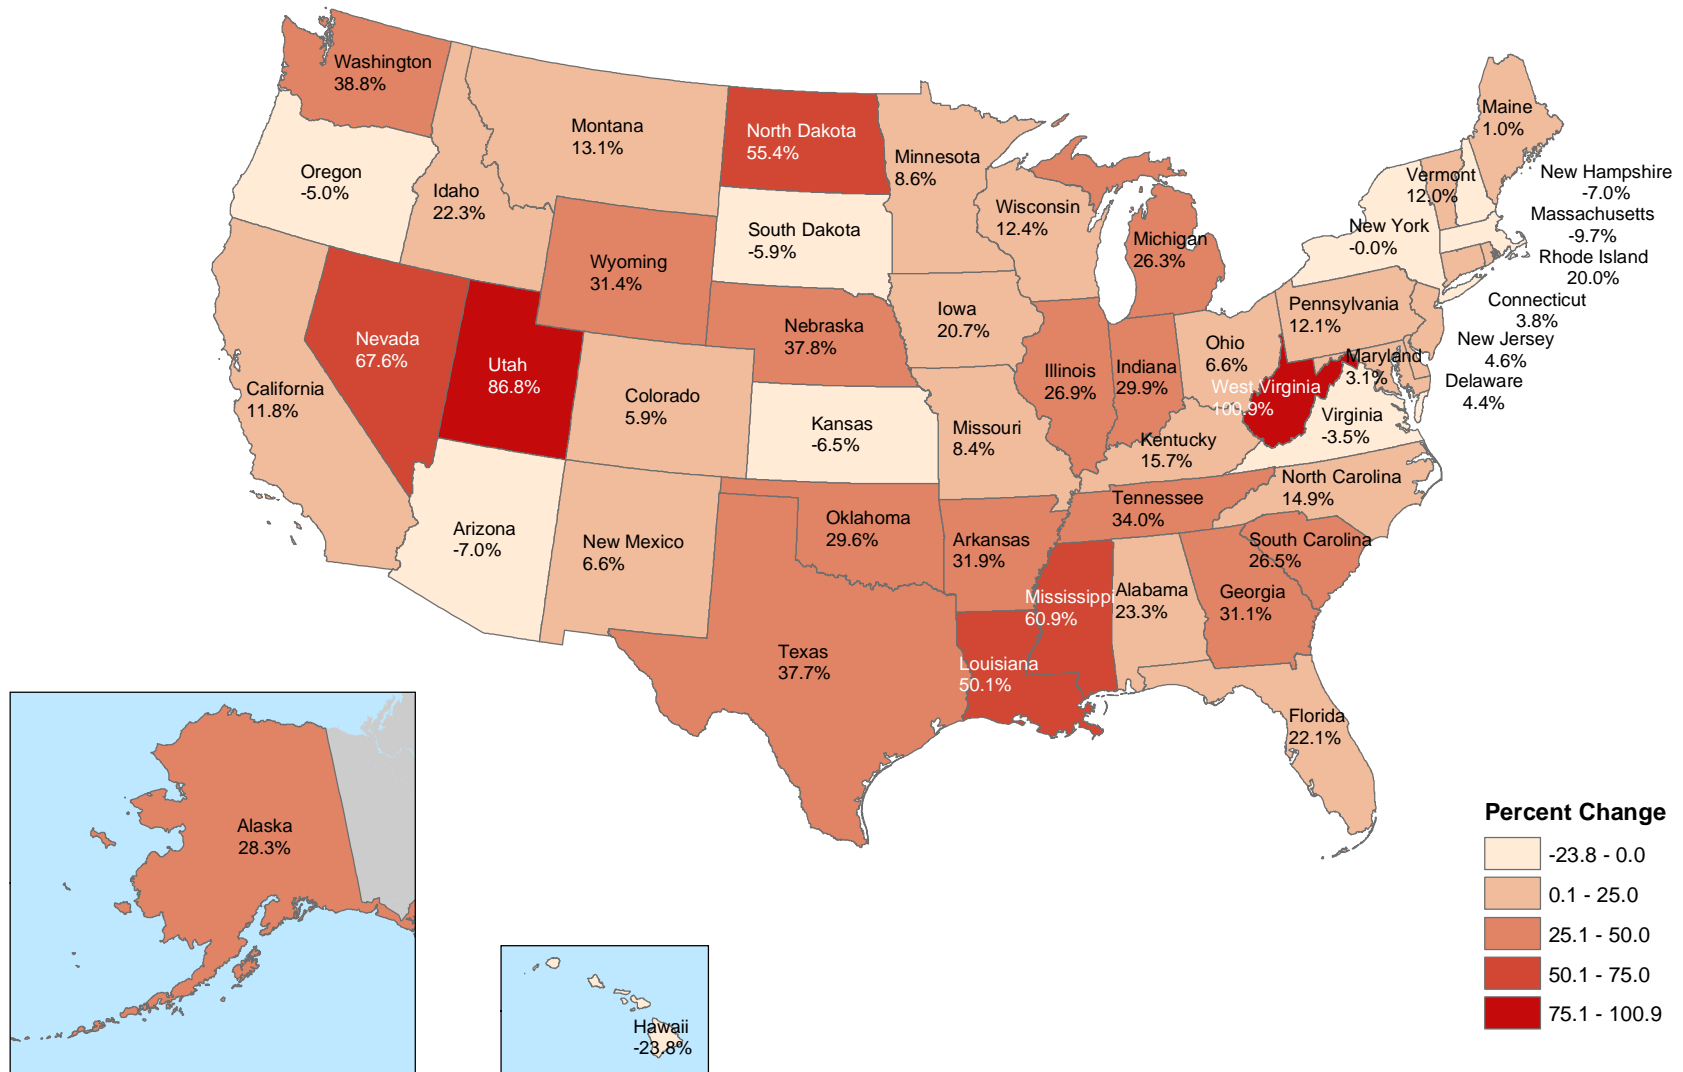 Washington
38.8%
Oregon
-5.0%
Idaho
22.3%
Montana
13.1%
North Dakota
55.4%
Minnesota
8.6%
Wisconsin
12.4%
Michigan
26.3%
Maine
1.0%
Vermont
12.0%
New Hampshire
-7.0%
Massachusetts
-9.7%
New York
-0.0%
Rhode Island
20.0%
Connecticut
3.8%
New Jersey
4.6%
Delaware
4.4%
South Dakota
-5.9%
Wyoming
31.4%
Nebraska
37.8%
Iowa
20.7%
Pennsylvania
12.1%
Ohio
6.6%
Maryland
3.1%
Nevada
67.6%
Utah
86.8%
California
11.8%
Colorado
5.9%
Kansas
-6.5%
Missouri
8.4%
Illinois
26.9%
Indiana
29.9%
West Virginia
100.9%
Virginia
-3.5%
Kentucky
15.7%
North Carolina
14.9%
Tennessee
34.0%
South Carolina
26.5%
Arizona
-7.0%
New Mexico
6.6%
Oklahoma
29.6%
Arkansas
31.9%
Mississippi
60.9%
Alabama
23.3%
Georgia
31.1%
Texas
37.7%
Louisiana
50.1%
Florida
22.1%
Alaska
28.3%
Hawaii
-23.8%
Percent Change
-23.8 - 0.0
0.1 - 25.0
25.1 - 50.0
50.1 - 75.0
75.1 - 100.9